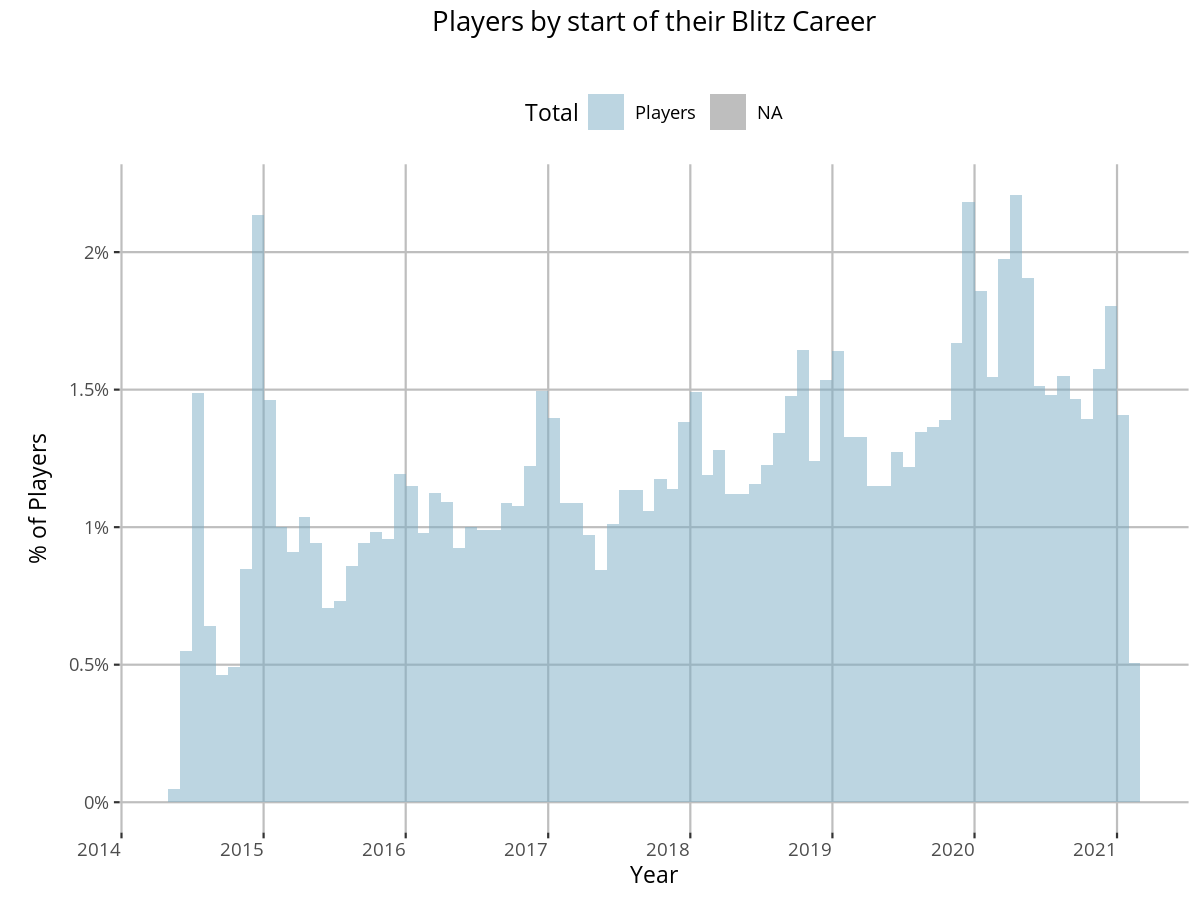 Players by start of their Blitz Career
Total Players NA
% of Players
2%
1.5%
1%
0.5%
0%
2014 2015 2016 2017 2018 2019 2020 2021
Year